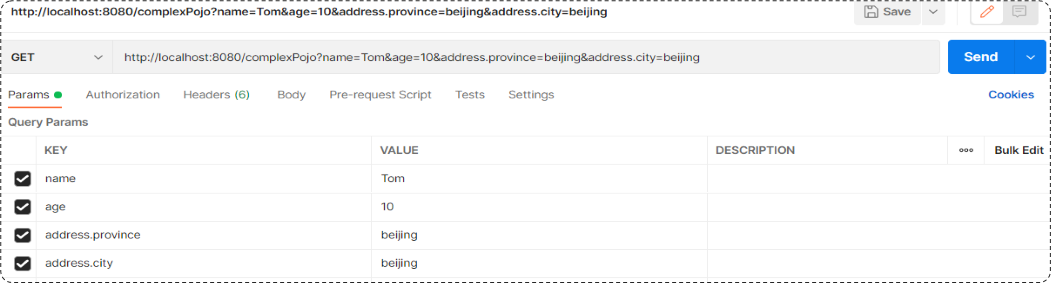 http://localhost:8080/complexPojo?name=Tom&age=10&address.province=beijing&address.city=beijing Save
GET http://localhost:8080/complexPojo?name=Tom&age=10&address.province=beijing&address.city=beijing Send
Params Authorization Headers (6) Body Pre-request Script Tests Settings Cookies
Query Params
KEY VALUE DESCRIPTION ooo Bulk Edit
name Tom
age 10
address.province beijing
address.city beijing